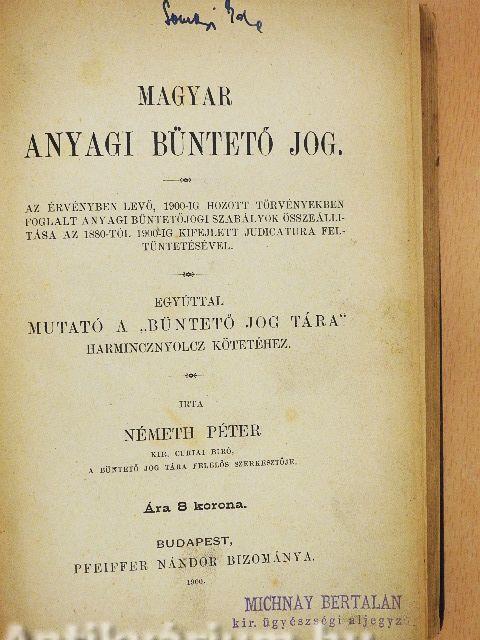 MAGYAR
ANYAGI BÜNTETŐ JOG.
AZ ÉRVÉNYBEN LEVŐ, 1900-IG HOZOTT TÖRVÉNYEKBEN
FOGLALT ANYAGI BÜNTETŐJOGI SZABÁLYOK ÖSSZEÁLLI-
TÁSA AZ 1880-TÓL 1900-IG KIFEJLETT JUDICATURA FEL-
TÜNTETÉSÉVEL.
EGYÚTTAL
MUTATÓ A „BÜNTETŐ JOG TÁRA"
HARMINCZNYOLCZ KÖTETÉHEZ.
IRTA
NÉMETH PÉTER
KIR. CURIAI BIRÓ,
A BÜNTETŐ JOG TÁRA FELELŐS SZERKESZTŐJE.
Ára 8 korona.
BUDAPEST,
PFEIFFER NÁNDOR BIZOMÁNYA.
1900.
MICHNAY BERTALAN
kir. ügyészségi aljegyző